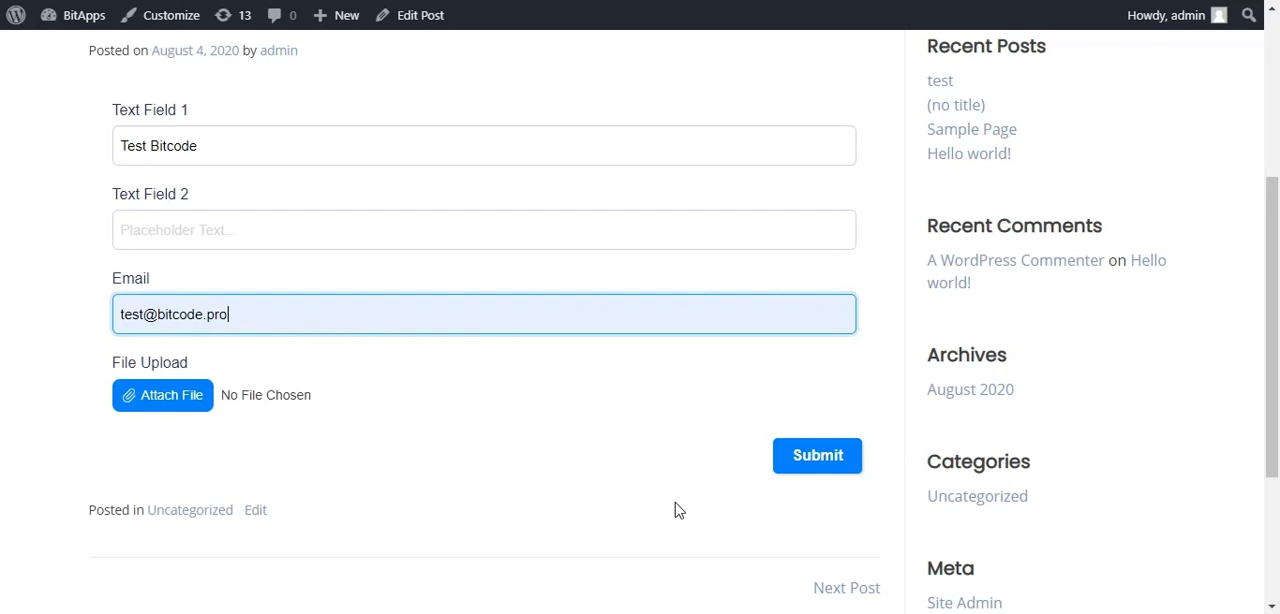 BitApps Customize 13 0 New Edit Post Howdy, admin
Posted on August 4, 2020 by admin
Text Field 1
Test Bitcode
Text Field 2
Placeholder Text...
Email
test@bitcode.pro
File Upload
Attach File No File Chosen
Submit
Posted in Uncategorized Edit
Next Post
Recent Posts
test
(no title)
Sample Page
Hello world!
Recent Comments
A WordPress Commenter on Hello
world!
Archives
August 2020
Categories
Uncategorized
Meta
Site Admin